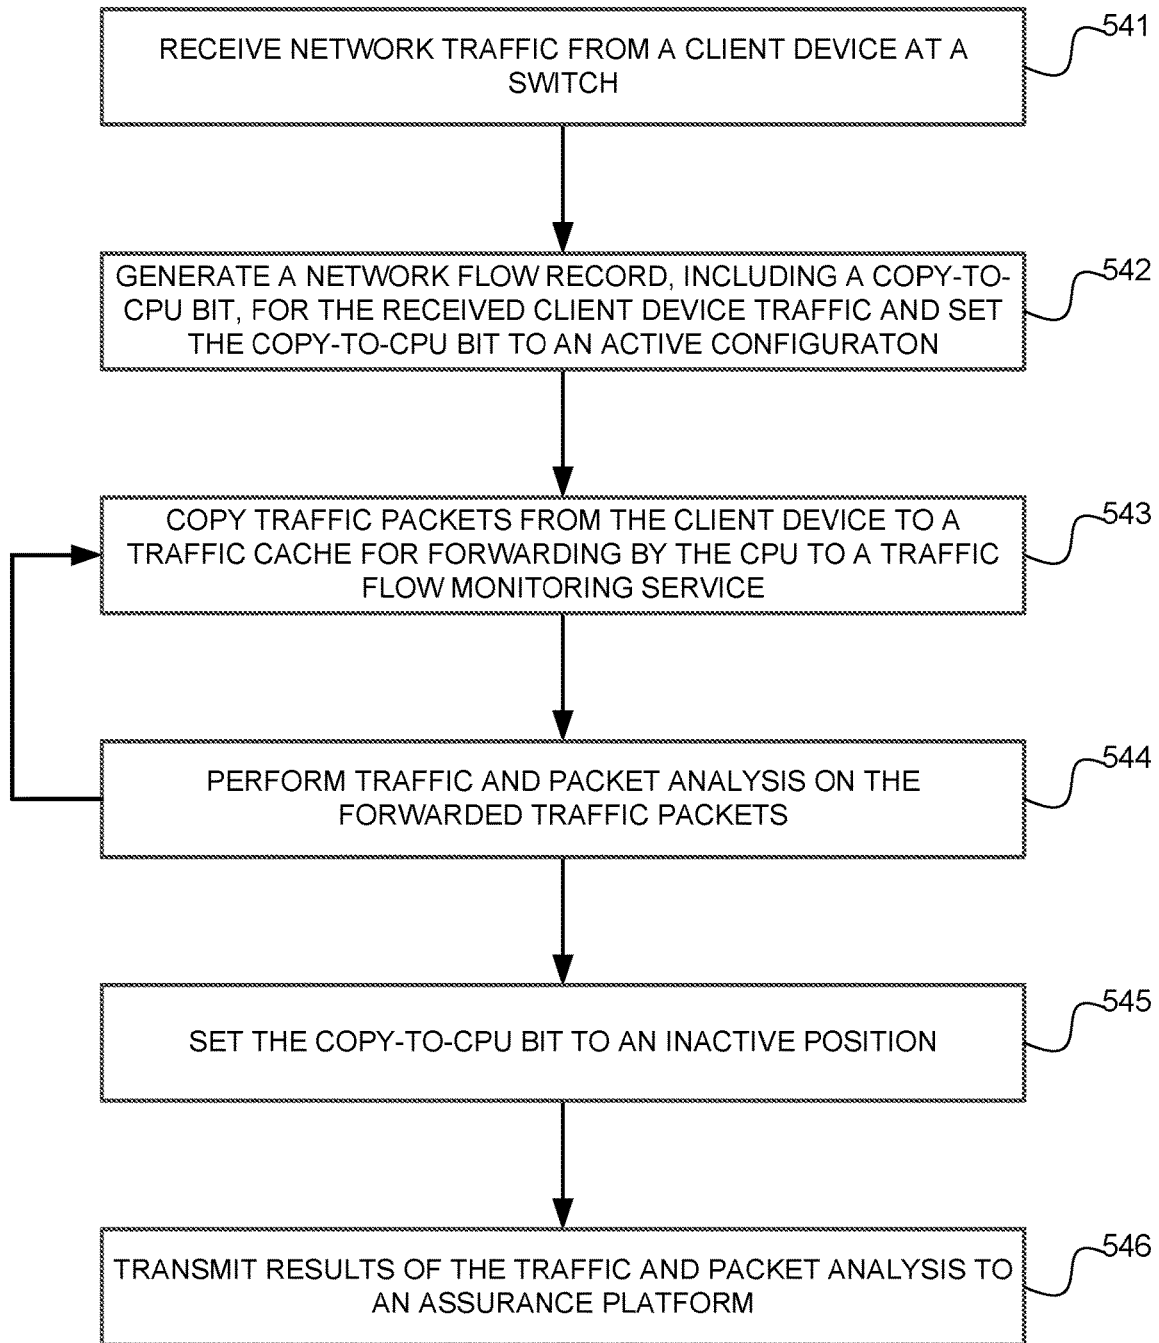 541
RECEIVE NETWORK TRAFFIC FROM A CLIENT DEVICE AT A
SWITCH
542
GENERATE A NETWORK FLOW RECORD, INCLUDING A COPY-TO-
CPU BIT, FOR THE RECEIVED CLIENT DEVICE TRAFFIC AND SET
THE COPY-TO-CPU BIT TO AN ACTIVE CONFIGURATON
543
COPY TRAFFIC PACKETS FROM THE CLIENT DEVICE TO A
TRAFFIC CACHE FOR FORWARDING BY THE CPU TO A TRAFFIC
FLOW MONITORING SERVICE
544
PERFORM TRAFFIC AND PACKET ANALYSIS ON THE
FORWARDED TRAFFIC PACKETS
545
SET THE COPY-TO-CPU BIT TO AN INACTIVE POSITION
546
TRANSMIT RESULTS OF THE TRAFFIC AND PACKET ANALYSIS TO
AN ASSURANCE PLATFORM